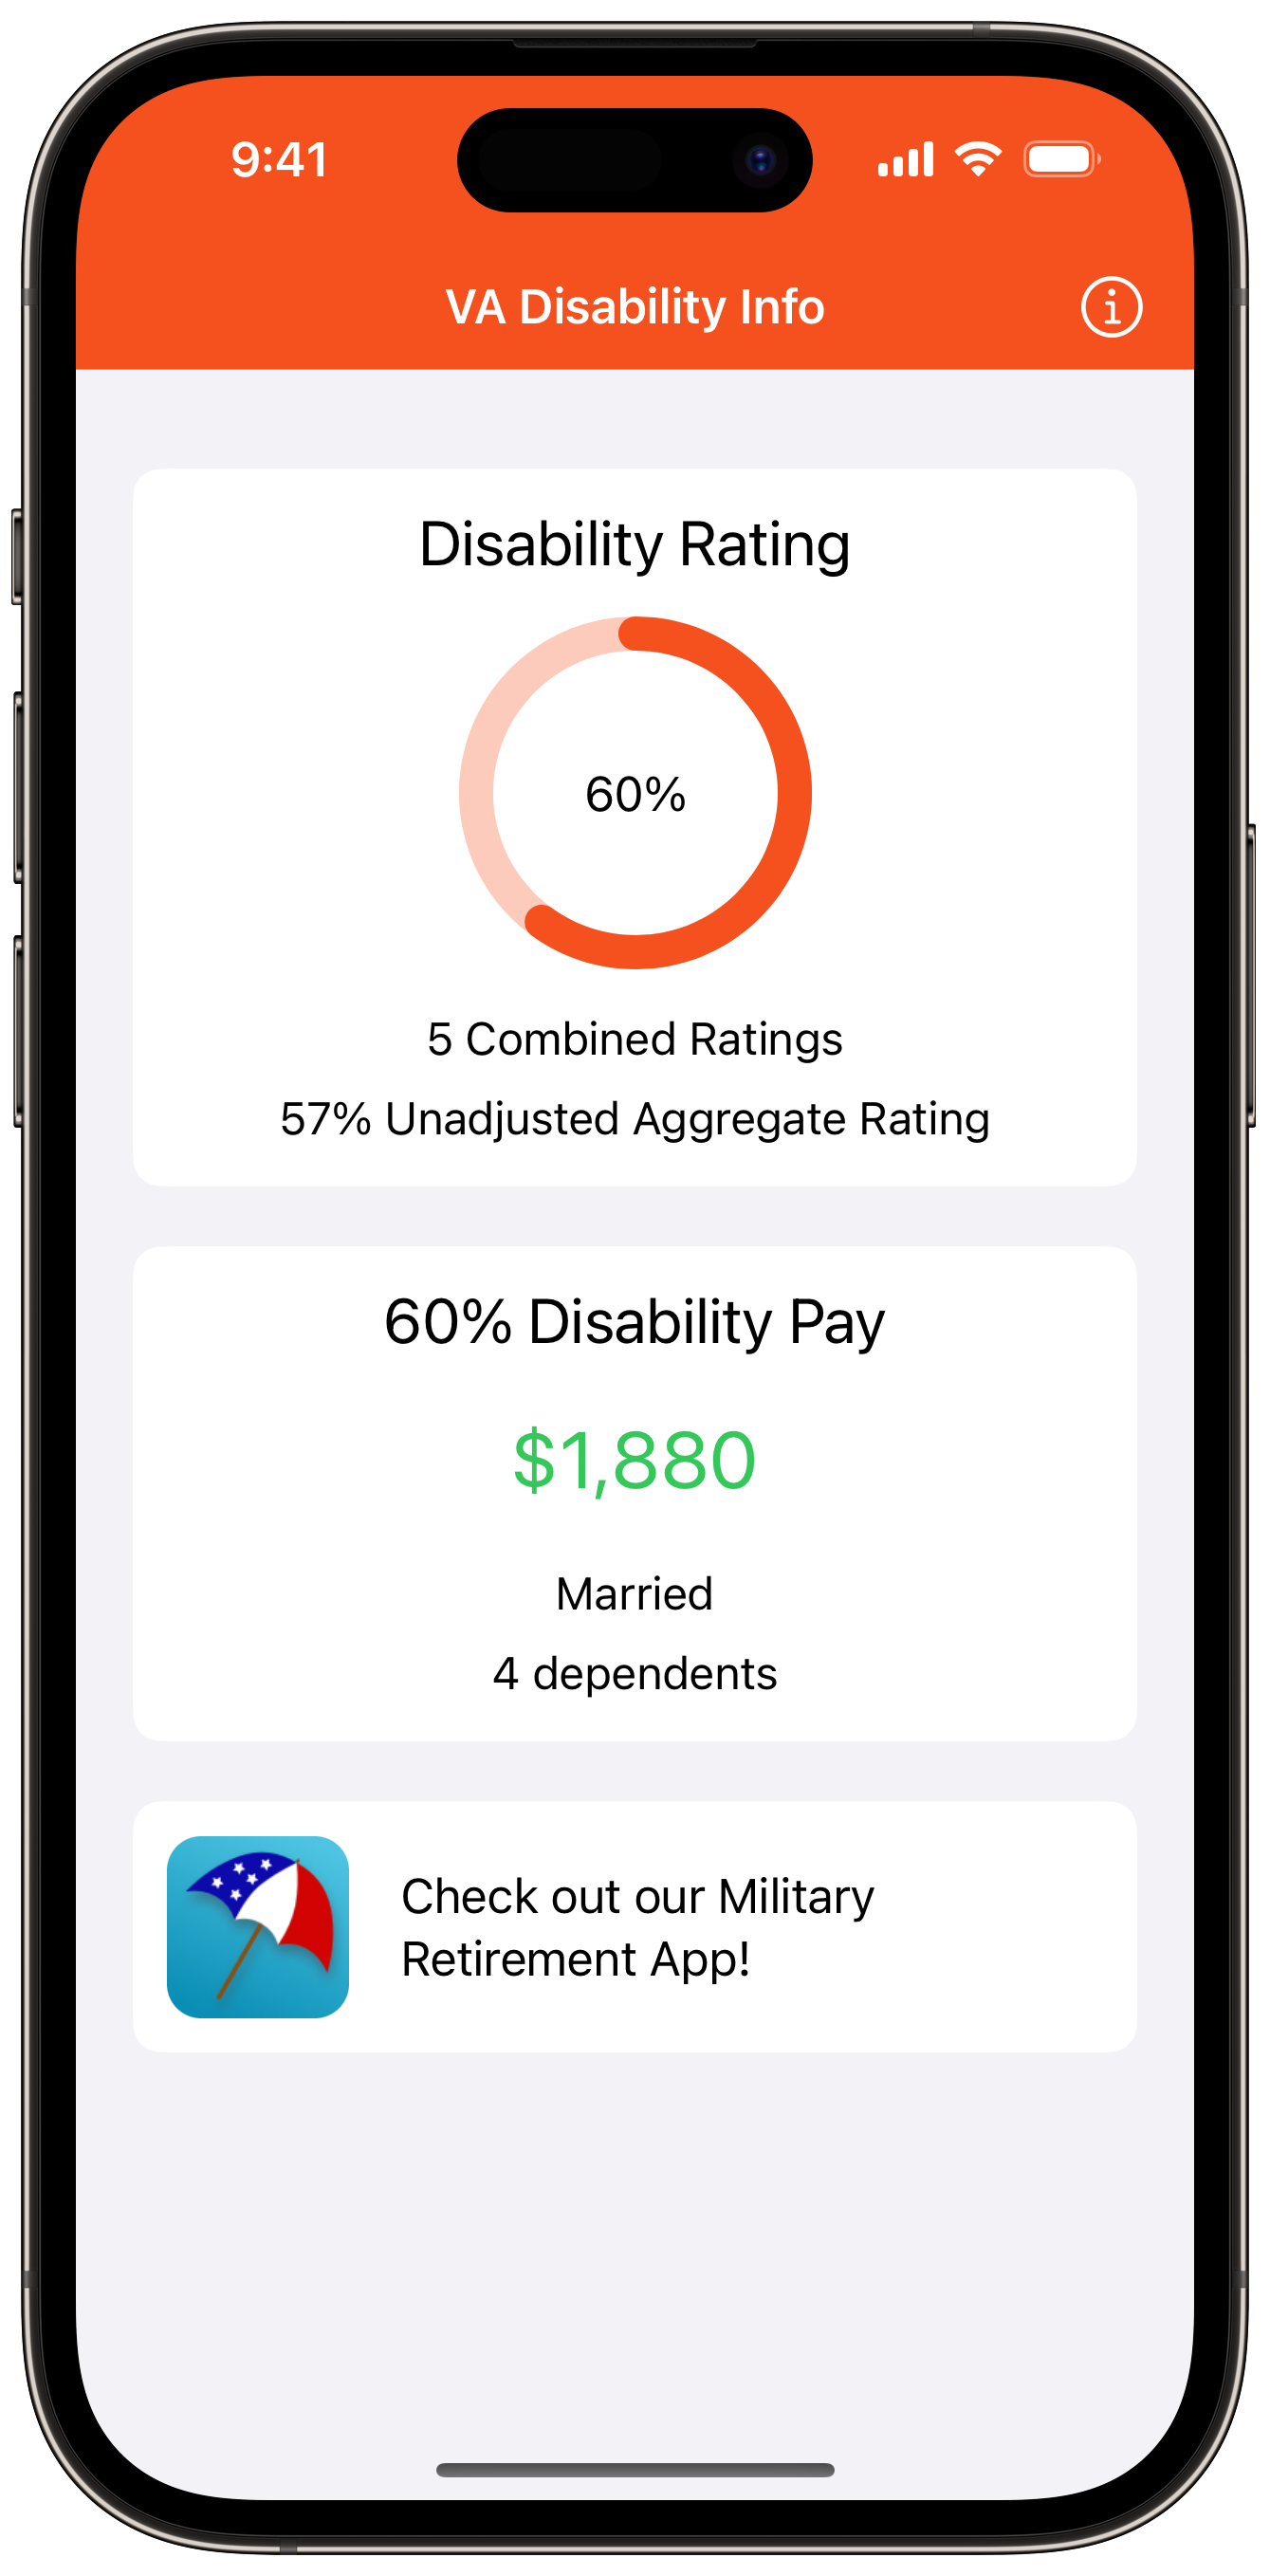 9:41
VA Disability Info
Disability Rating
60%
5 Combined Ratings
57% Unadjusted Aggregate Rating
60% Disability Pay
$1,880
Married
4 dependents
Check out our Military
Retirement App!